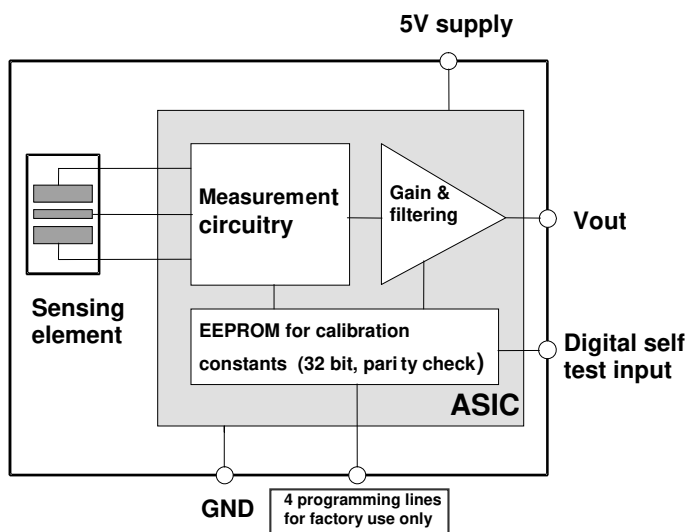 5V supply
Measurement
circuitry
Gain &
filtering
Vout
Sensing
element
EEPROM for calibration
constants (32 bit, parity check)
Digital self
test input
ASIC
GND
4 programming lines
for factory use only